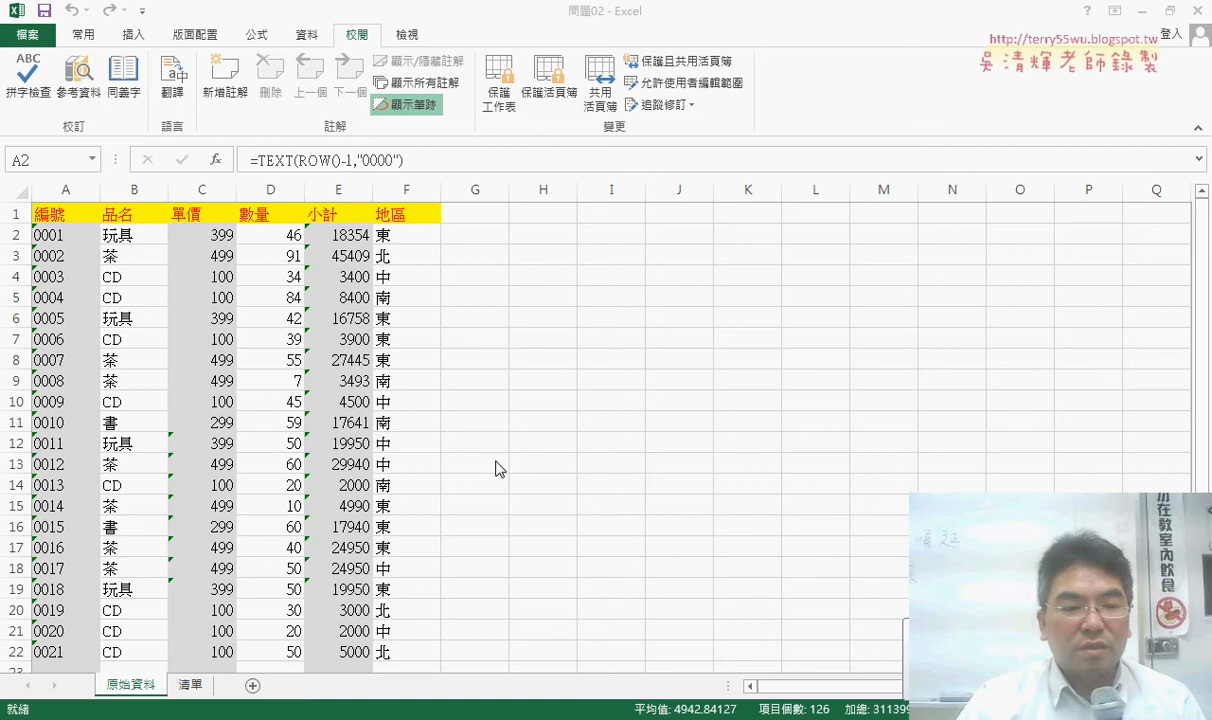 問題02 - Excel
http://terry55wu.blogspot.tw
登入
吳清輝老師錄製
檔案 常用 插入 版面配置 公式 資料 校閱 檢視
ABC
拼字檢查 參考資料 同義字
校訂
翻譯
語言
新增註解 刪除 上一個 下一個
顯示/隱藏註解
顯示所有註解
顯示筆跡
註解
保護
工作表
保護活頁簿
共用
活頁簿
保護且共用活頁簿
允許使用者編輯範圍
追蹤修訂
變更
A2 fx =TEXT(ROW()-1,"0000")
A B C D E F G H I J K L M N O P Q
1 編號 品名 單價 數量 小計 地區
2 0001 玩具 399 46 18354 東
3 0002 茶 499 91 45409 北
4 0003 CD 100 34 3400 中
5 0004 CD 100 84 8400 南
6 0005 玩具 399 42 16758 東
7 0006 CD 100 39 3900 東
8 0007 茶 499 55 27445 東
9 0008 茶 499 7 3493 南
10 0009 CD 100 45 4500 中
11 0010 書 299 59 17641 南
12 0011 玩具 399 50 19950 中
13 0012 茶 499 60 29940 中
14 0013 CD 100 20 2000 南
15 0014 茶 499 10 4990 東
16 0015 書 299 60 17940 東
17 0016 茶 499 40 24950 東
18 0017 茶 499 50 24950 中
19 0018 玩具 399 50 19950 東
20 0019 CD 100 30 3000 北
21 0020 CD 100 20 2000 中
22 0021 CD 100 50 5000 北
在教室內飲食
原始資料 清單
就緒 平均值: 4942.84127 項目個數: 126 加總: 311399